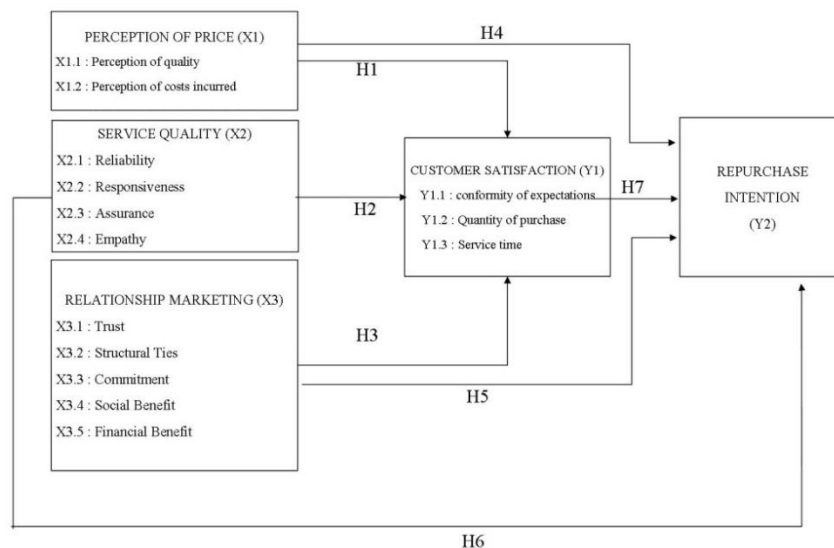 PERCEPTION OF PRICE (X1)
X1.1 : Perception of quality
X1.2 : Perception of costs incurred
H4
H1
SERVICE QUALITY (X2)
X2.1 : Reliability
X2.2 : Responsiveness
X2.3 : Assurance
X2.4 : Empathy
H2
CUSTOMER SATISFACTION (Y1)
Y1.1 : conformity of expectations
Y1.2 : Quantity of purchase
Y1.3 : Service time
H7
REPURCHASE
INTENTION
(Y2)
RELATIONSHIP MARKETING (X3)
X3.1 : Trust
X3.2 : Structural Ties
X3.3 : Commitment
X3.4 : Social Benefit
X3.5 : Financial Benefit
H3
H5
H6